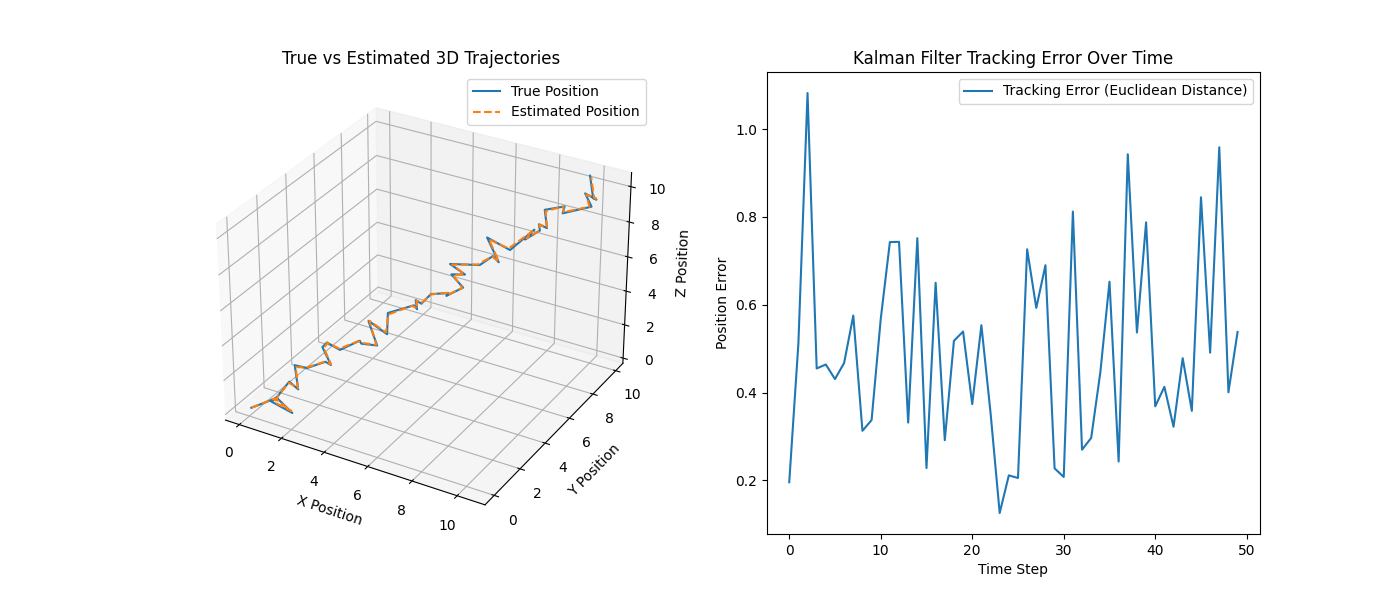 True vs Estimated 3D Trajectories
True Position
Estimated Position
10
8
6
4
2
0
Z Position
0
2
4
6
8
10
X Position
0
2
4
6
8
10
Y Position
Kalman Filter Tracking Error Over Time
Tracking Error (Euclidean Distance)
1.0
0.8
0.6
0.4
0.2
Position Error
0
10
20
30
40
50
Time Step